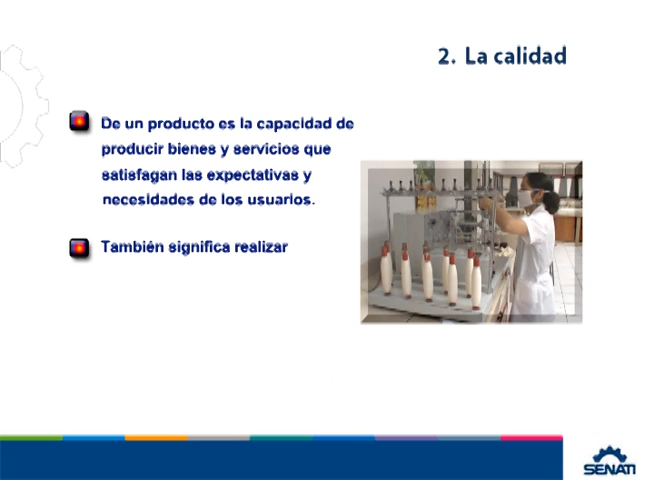 2. La calidad
De un producto es la capacidad de
producir bienes y servicios que
satisfagan las expectativas y
necesidades de los usuarios.
También significa realizar
SENATI